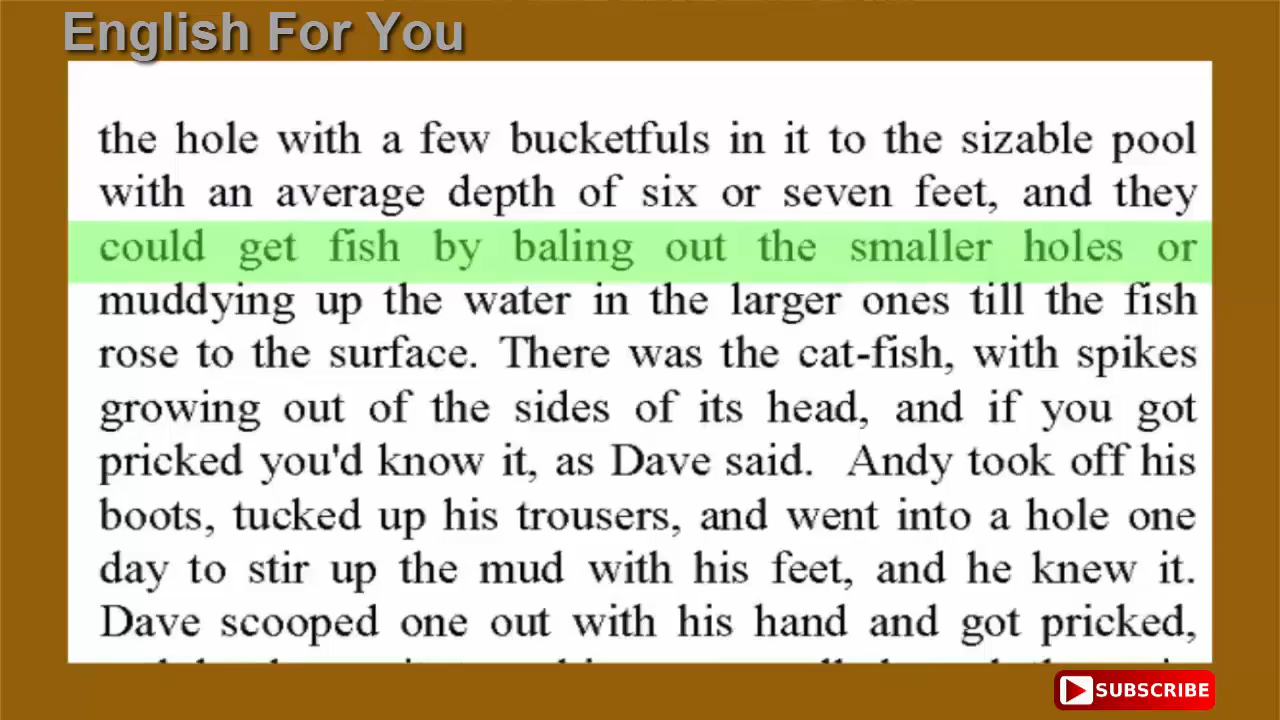 English For You
the hole with a few bucketfuls in it to the sizable pool
with an average depth of six or seven feet, and they
could get fish by baling out the smaller holes or
muddying up the water in the larger ones till the fish
rose to the surface. There was the cat-fish, with spikes
growing out of the sides of its head, and if you got
pricked you'd know it, as Dave said. Andy took off his
boots, tucked up his trousers, and went into a hole one
day to stir up the mud with his feet, and he knew it.
Dave scooped one out with his hand and got pricked,
SUBSCRIBE